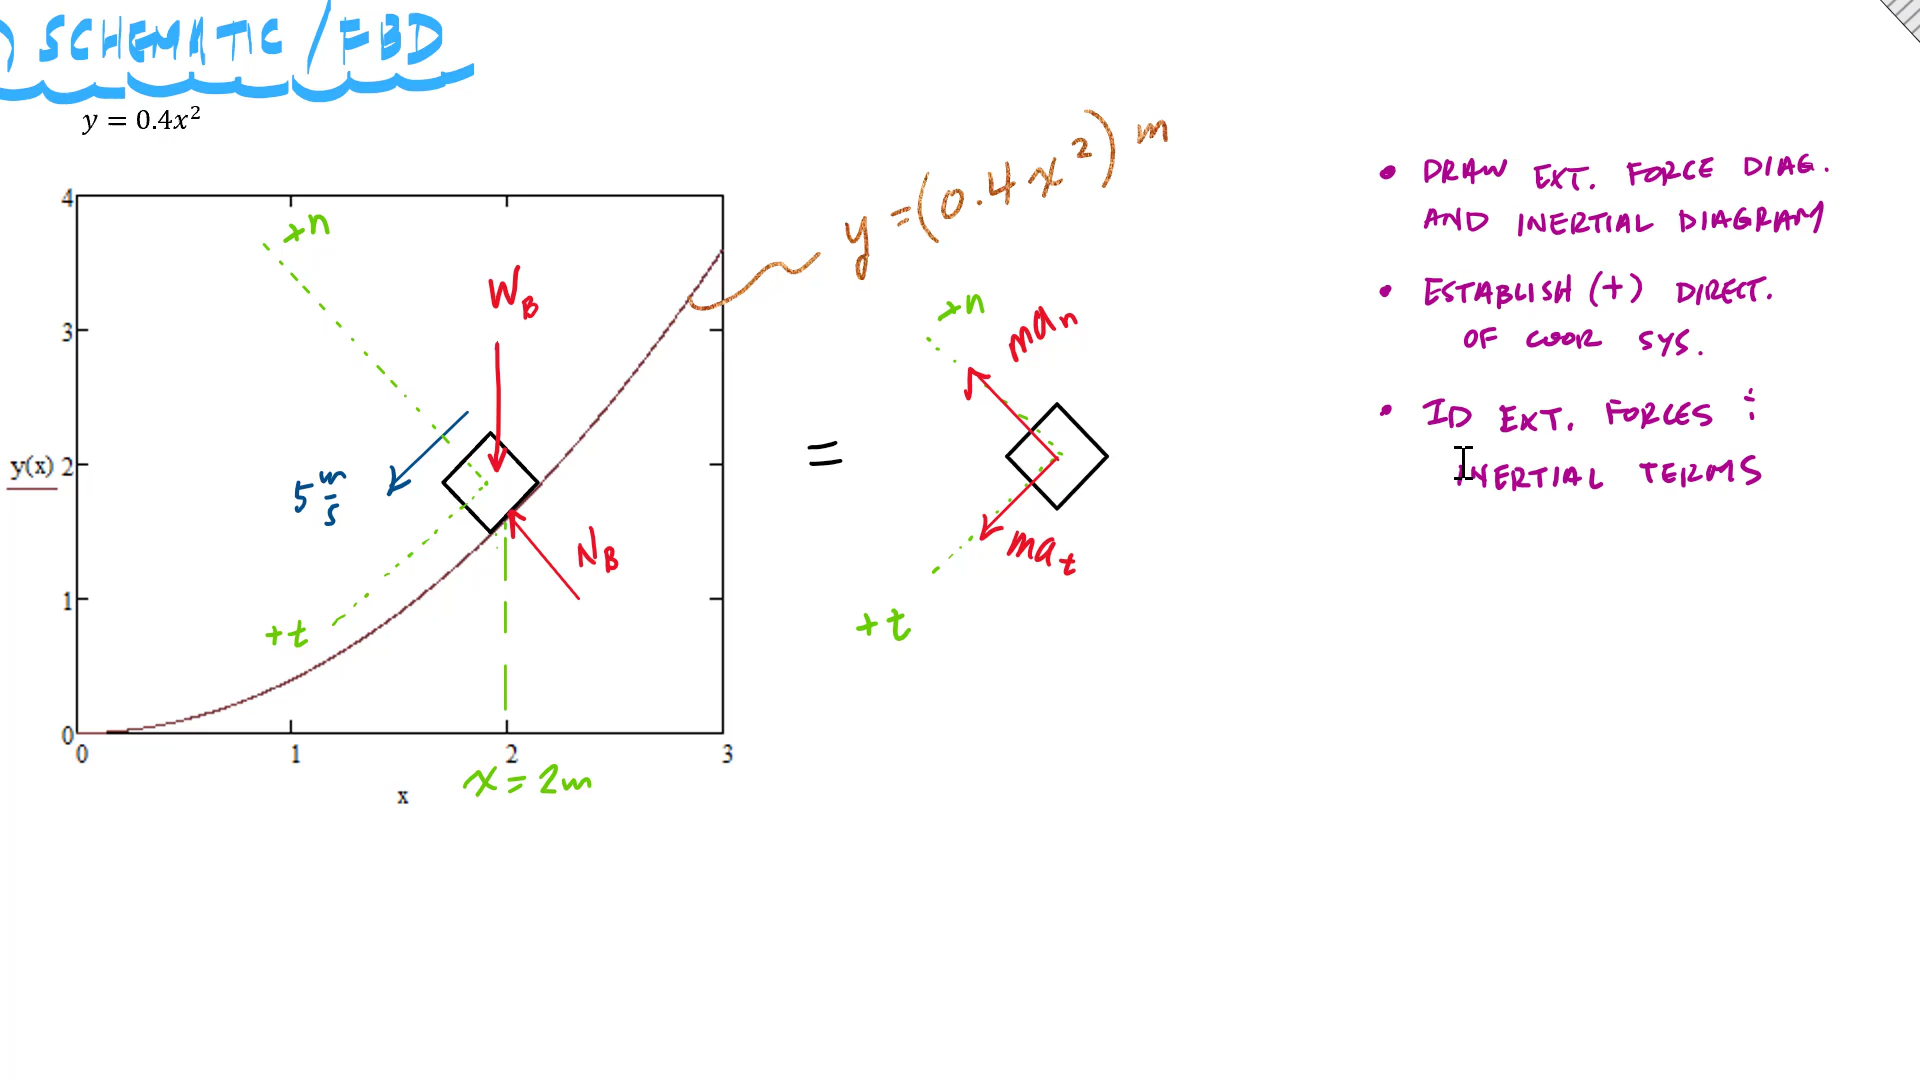 ) SCHEMATIC / FBD
y = 0.4x²
y = (0.4x²) m
• DRAW EXT. FORCE DIAG.
AND INERTIAL DIAGRAM
• ESTABLISH (+) DIRECT.
OF COOR SYS.
• ID EXT. FORCES :
INERTIAL TERMS
4
3
y(x) 2
1
0
0 1 2 3
x
x = 2m
+n
W_B
5 m/s
N_B
+t
=
+n
ma_n
ma_t
+t